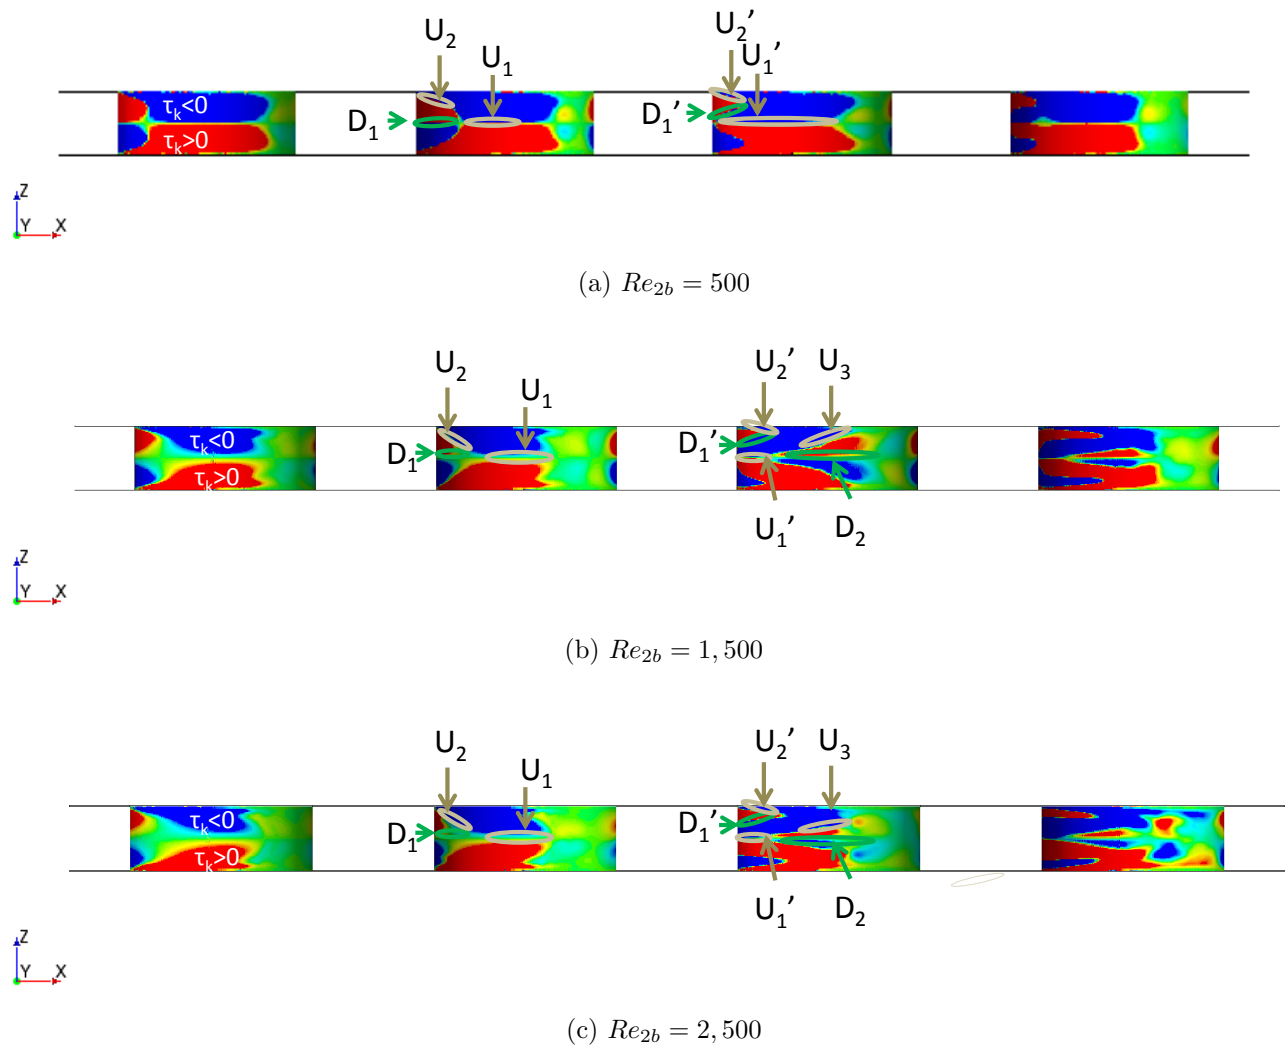 U2' 
U2 U1 U1'
τk<0
D1 D1'
τk>0
Z
Y X
(a) Re2b = 500
U2 U2' U3
U1
τk<0
D1 D1'
τk>0
U1' D2
Z
Y X
(b) Re2b = 1, 500
U2 U2' U3
U1
τk<0
D1 D1'
τk>0
U1' D2
Z
Y X
(c) Re2b = 2, 500